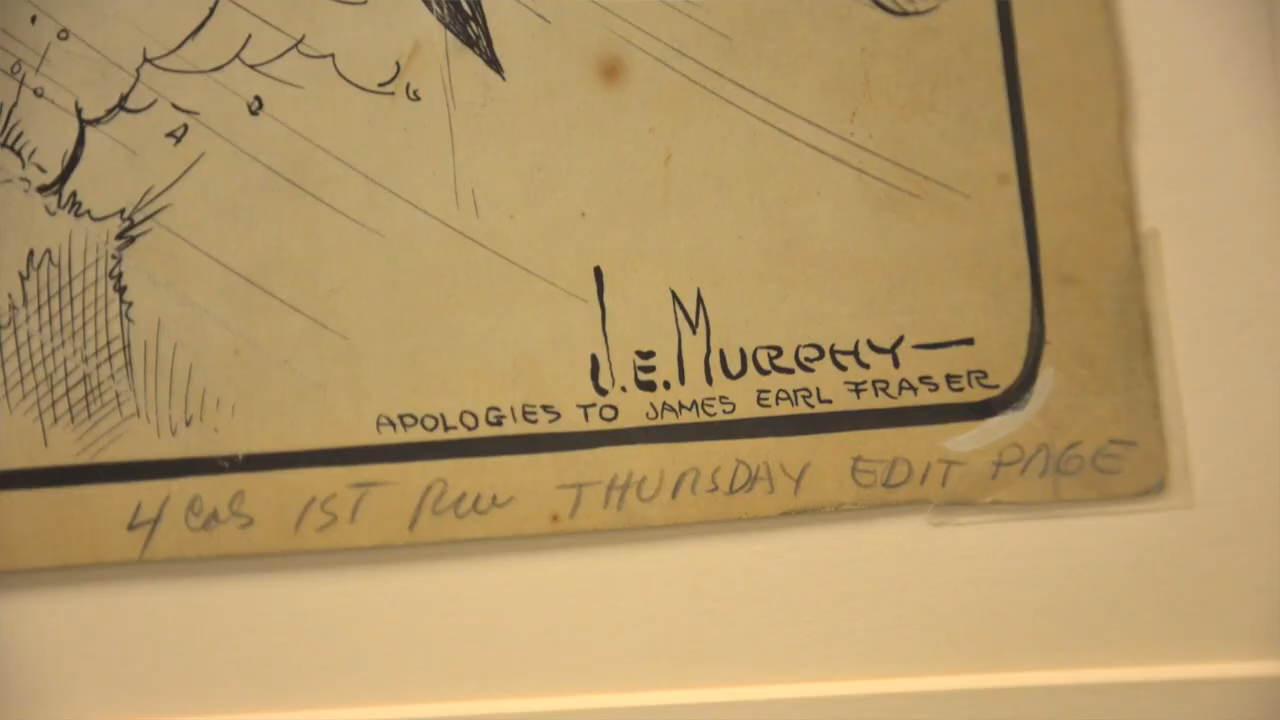 J.E. MURPHY—
APOLOGIES TO JAMES EARL FRASER
4 Cols 1ST Run THURSDAY EDIT PAGE